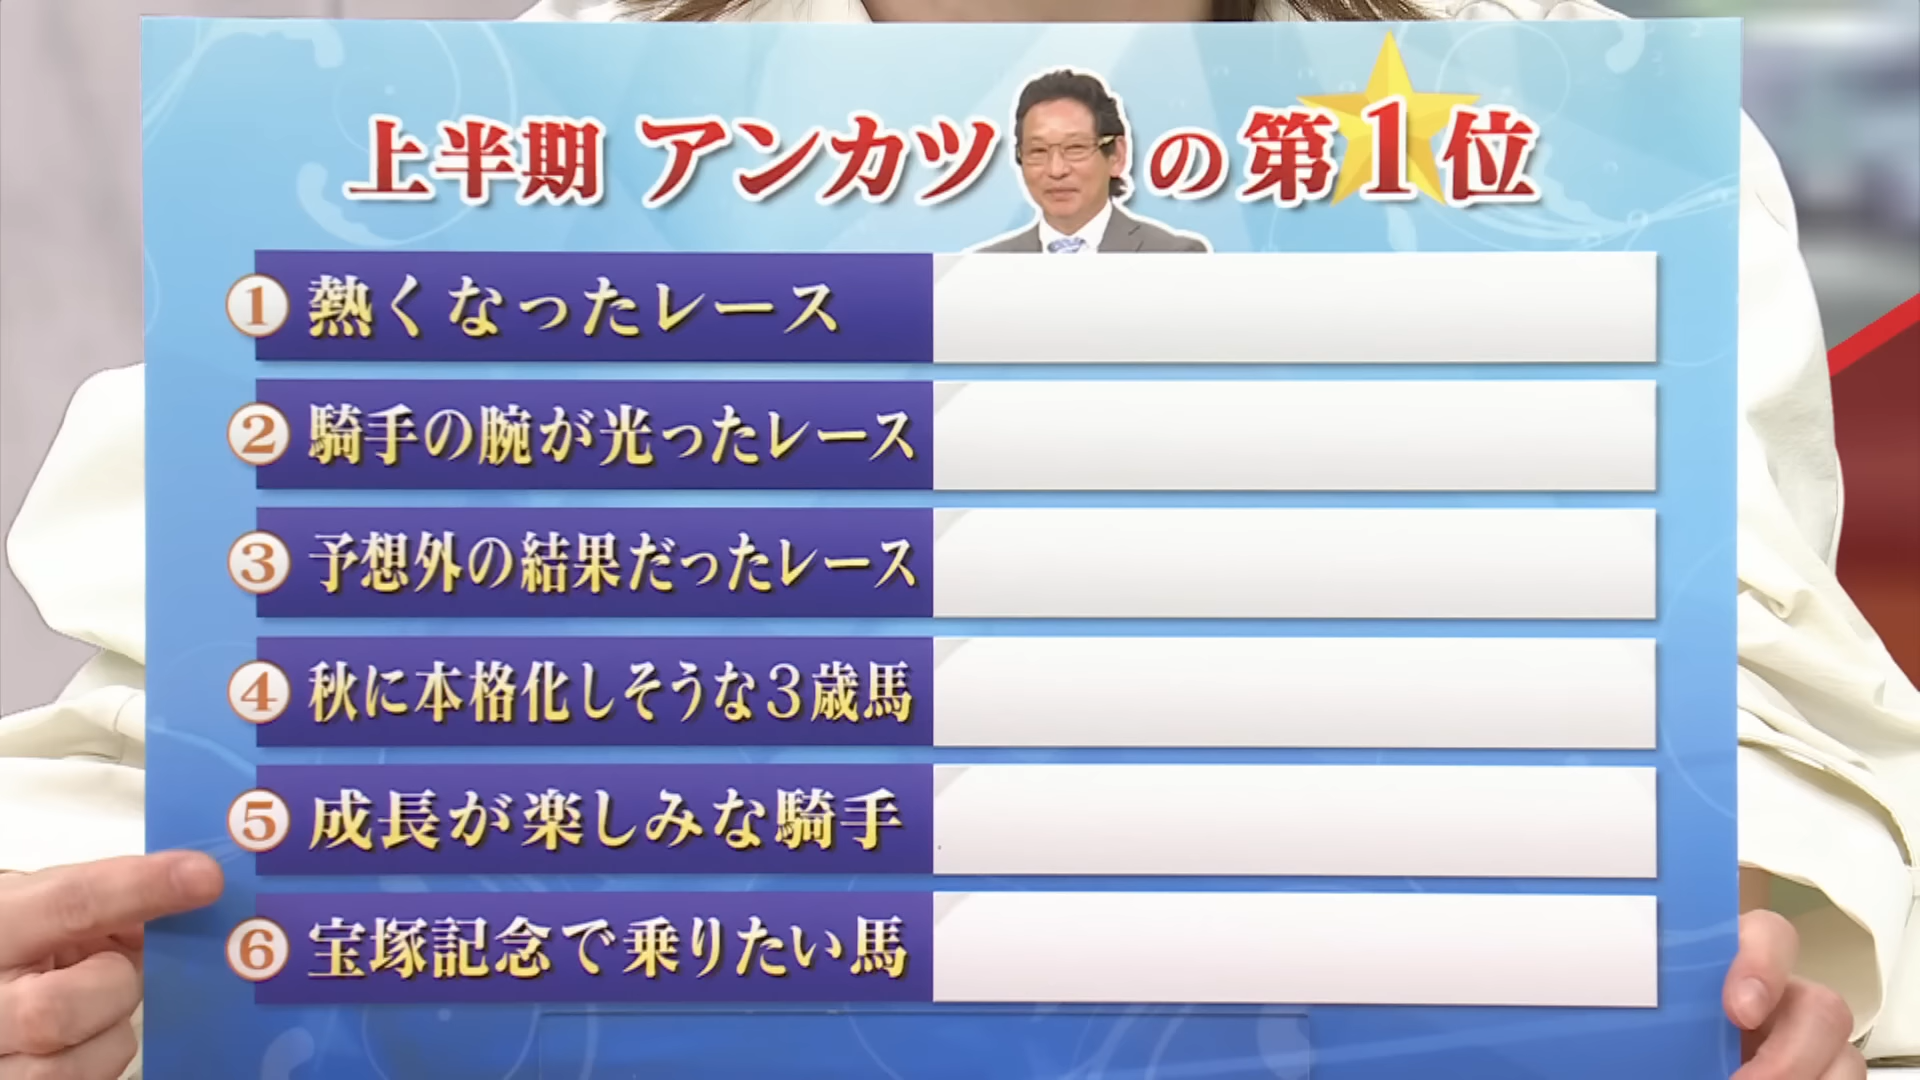 上半期 アンカツ の第1位
① 熱くなったレース
② 騎手の腕が光ったレース
③ 予想外の結果だったレース
④ 秋に本格化しそうな3歳馬
⑤ 成長が楽しみな騎手
⑥ 宝塚記念で乗りたい馬